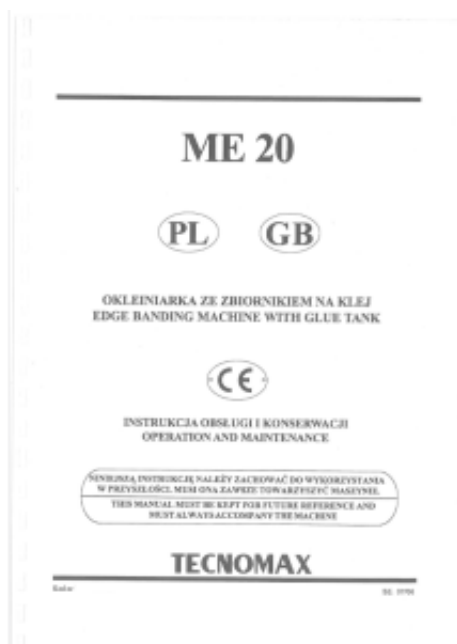 ME 20
PL GB
OKLEINIARKA ZE ZBIORNIKIEM NA KLEJ
EDGE BANDING MACHINE WITH GLUE TANK
CE
INSTRUKCJA OBSŁUGI I KONSERWACJI
OPERATION AND MAINTENANCE
NINIEJSZĄ INSTRUKCJĘ NALEŻY ZACHOWAĆ DO WYKORZYSTANIA
W PRZYSZŁOŚCI. MUSI ONA ZAWSZE TOWARZYSZYĆ MASZYNIE.
THIS MANUAL MUST BE KEPT FOR FUTURE REFERENCE AND
MUST ALWAYS ACCOMPANY THE MACHINE
TECNOMAX